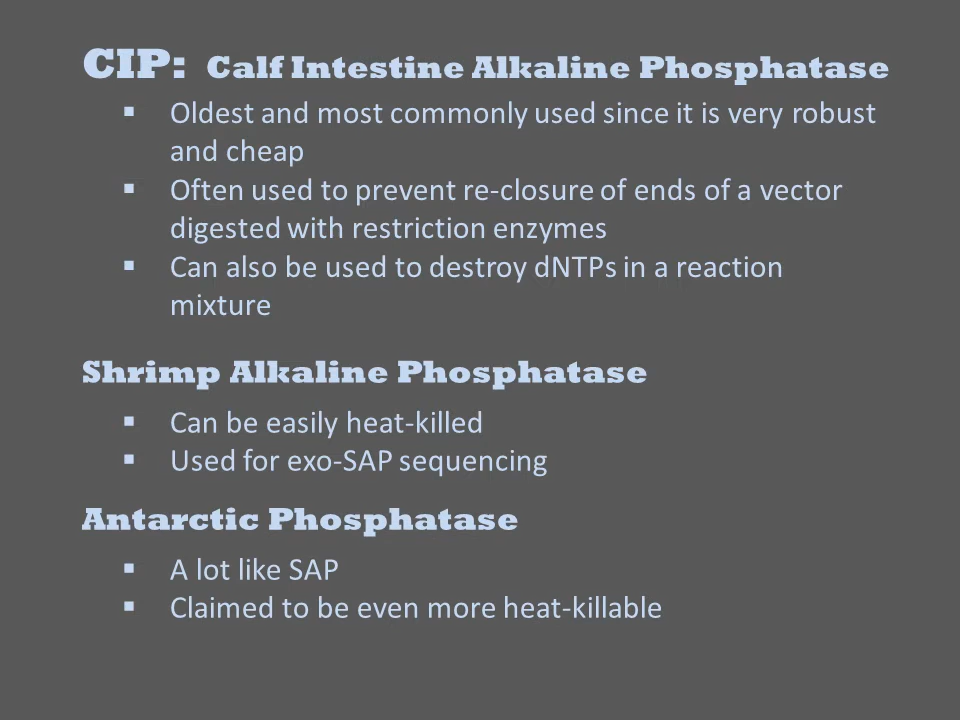 CIP: Calf Intestine Alkaline Phosphatase
▪ Oldest and most commonly used since it is very robust
and cheap
▪ Often used to prevent re-closure of ends of a vector
digested with restriction enzymes
▪ Can also be used to destroy dNTPs in a reaction
mixture
Shrimp Alkaline Phosphatase
▪ Can be easily heat-killed
▪ Used for exo-SAP sequencing
Antarctic Phosphatase
▪ A lot like SAP
▪ Claimed to be even more heat-killable